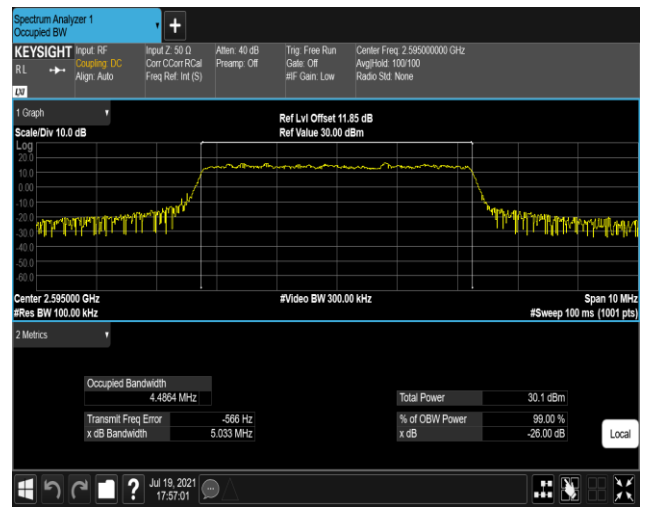 Spectrum Analyzer 1
Occupied BW
+
KEYSIGHT Input: RF Input Z: 50 Ω Atten: 40 dB Trig: Free Run Center Freq: 2.595000000 GHz
RL Coupling: DC Corr CCorr RCal Preamp: Off Gate: Off Avg|Hold: 100/100
Align: Auto Freq Ref: Int (S) #IF Gain: Low Radio Std: None
LXI
1 Graph
Ref Lvl Offset 11.85 dB
Scale/Div 10.0 dB Ref Value 30.00 dBm
Log
20.0
10.0
0.00
-10.0
-20.0
-30.0
-40.0
-50.0
-60.0
Center 2.595000 GHz #Video BW 300.00 kHz Span 10 MHz
#Res BW 100.00 kHz #Sweep 100 ms (1001 pts)
2 Metrics
Occupied Bandwidth
4.4864 MHz Total Power 30.1 dBm
Transmit Freq Error -566 Hz % of OBW Power 99.00 %
x dB Bandwidth 5.033 MHz x dB -26.00 dB
Local
? Jul 19, 2021
17:57:01